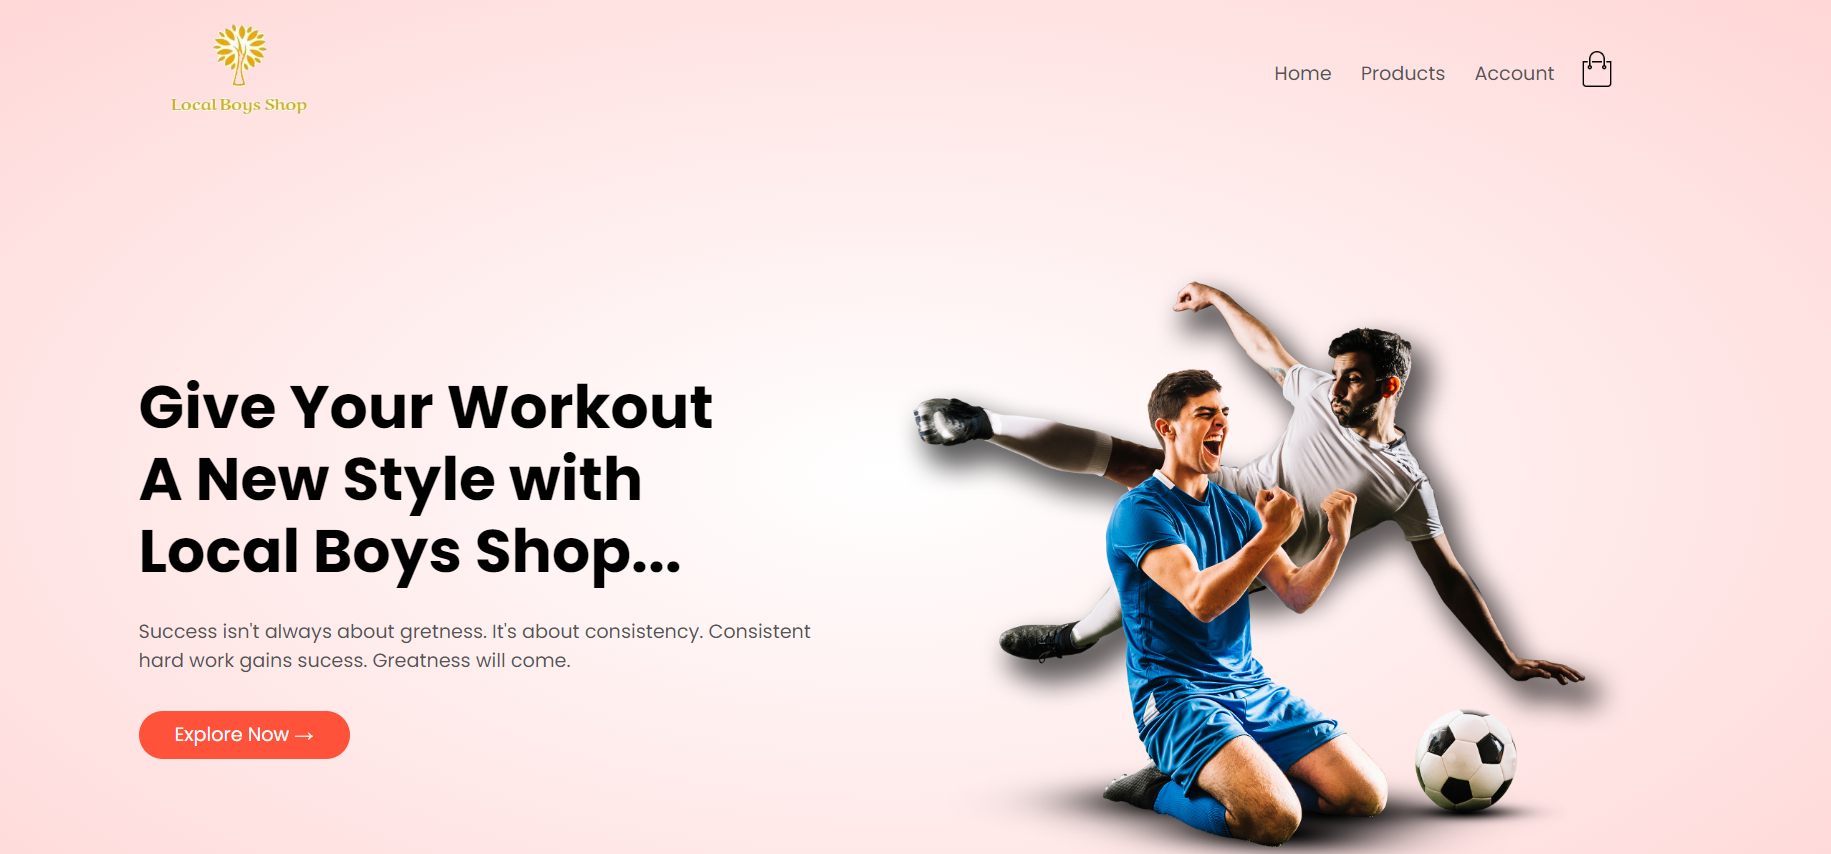 Local Boys Shop
Home Products Account
Give Your Workout
A New Style with
Local Boys Shop...
Success isn't always about gretness. It's about consistency. Consistent
hard work gains sucess. Greatness will come.
Explore Now →